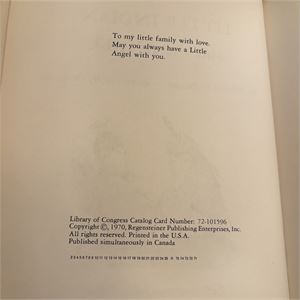 To my little family with love.
May you always have a Little
Angel with you.
Library of Congress Catalog Card Number: 72-101596
Copyright ©, 1970, Regensteiner Publishing Enterprises, Inc.
All rights reserved. Printed in the U.S.A.
Published simultaneously in Canada